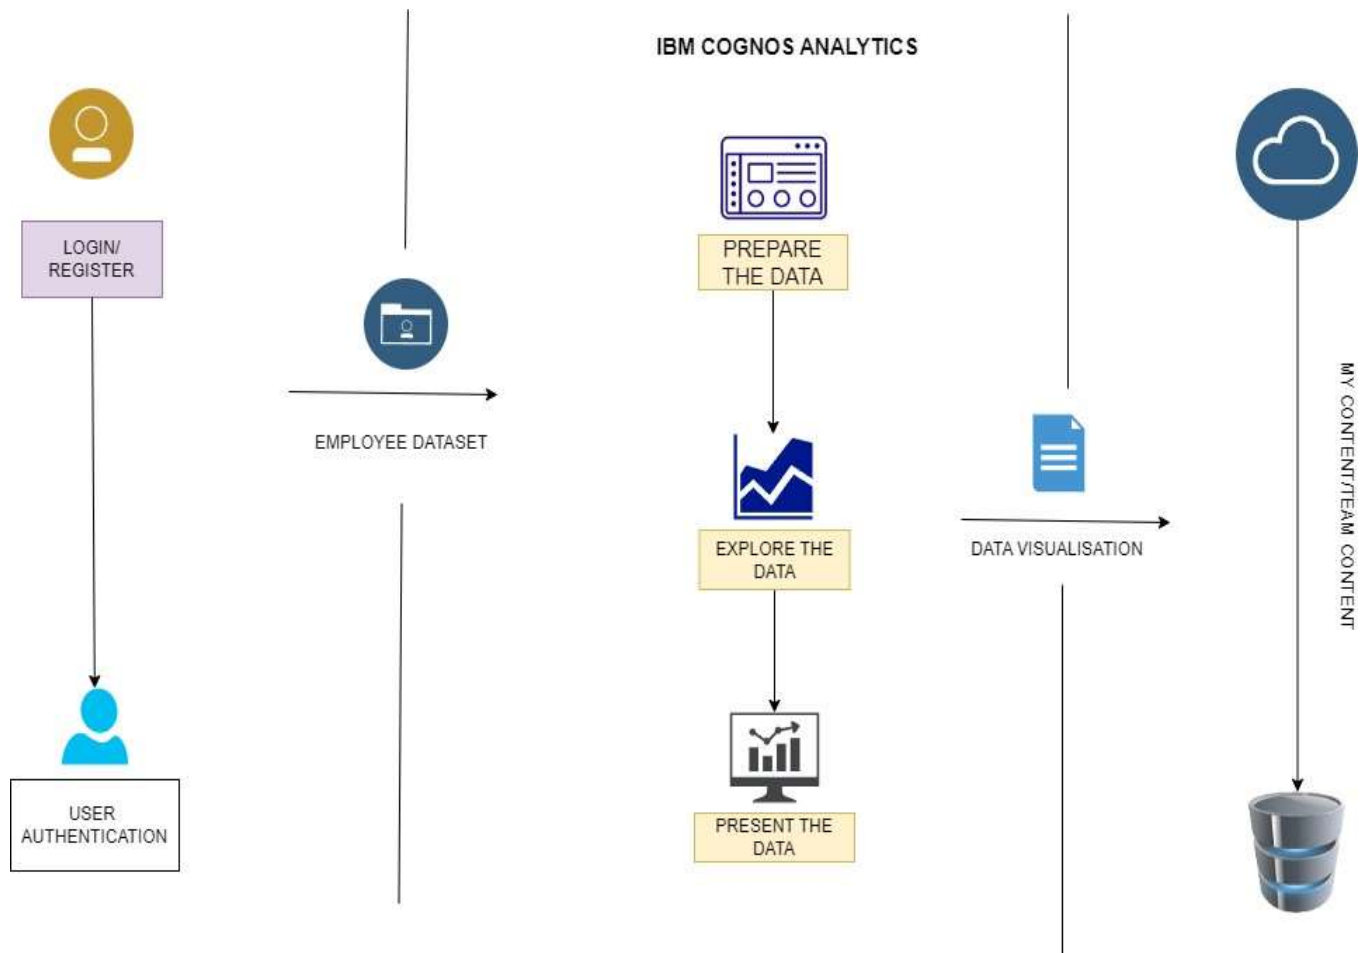 IBM COGNOS ANALYTICS
LOGIN/
REGISTER
USER
AUTHENTICATION
EMPLOYEE DATASET
PREPARE
THE DATA
EXPLORE THE
DATA
PRESENT THE
DATA
DATA VISUALISATION
MY CONTENT/TEAM CONTENT